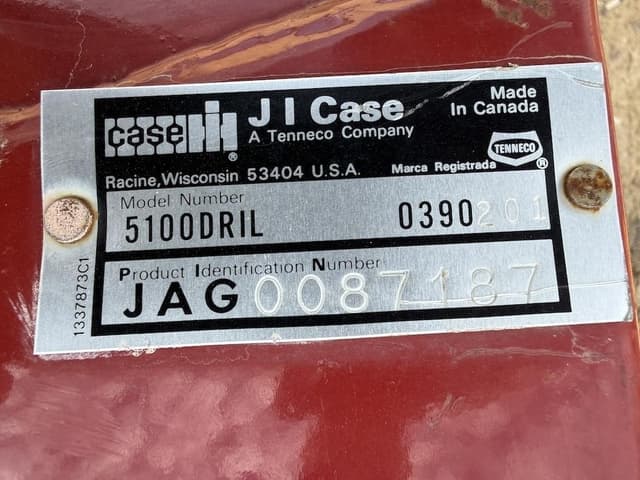 case IH ®
J I Case
A Tenneco Company
Made
In Canada
TENNECO ®
Racine, Wisconsin 53404 U.S.A. Marca Registrada
Model Number
5100DRIL 0390201
Product Identification Number
JAG0087187
1337873C1